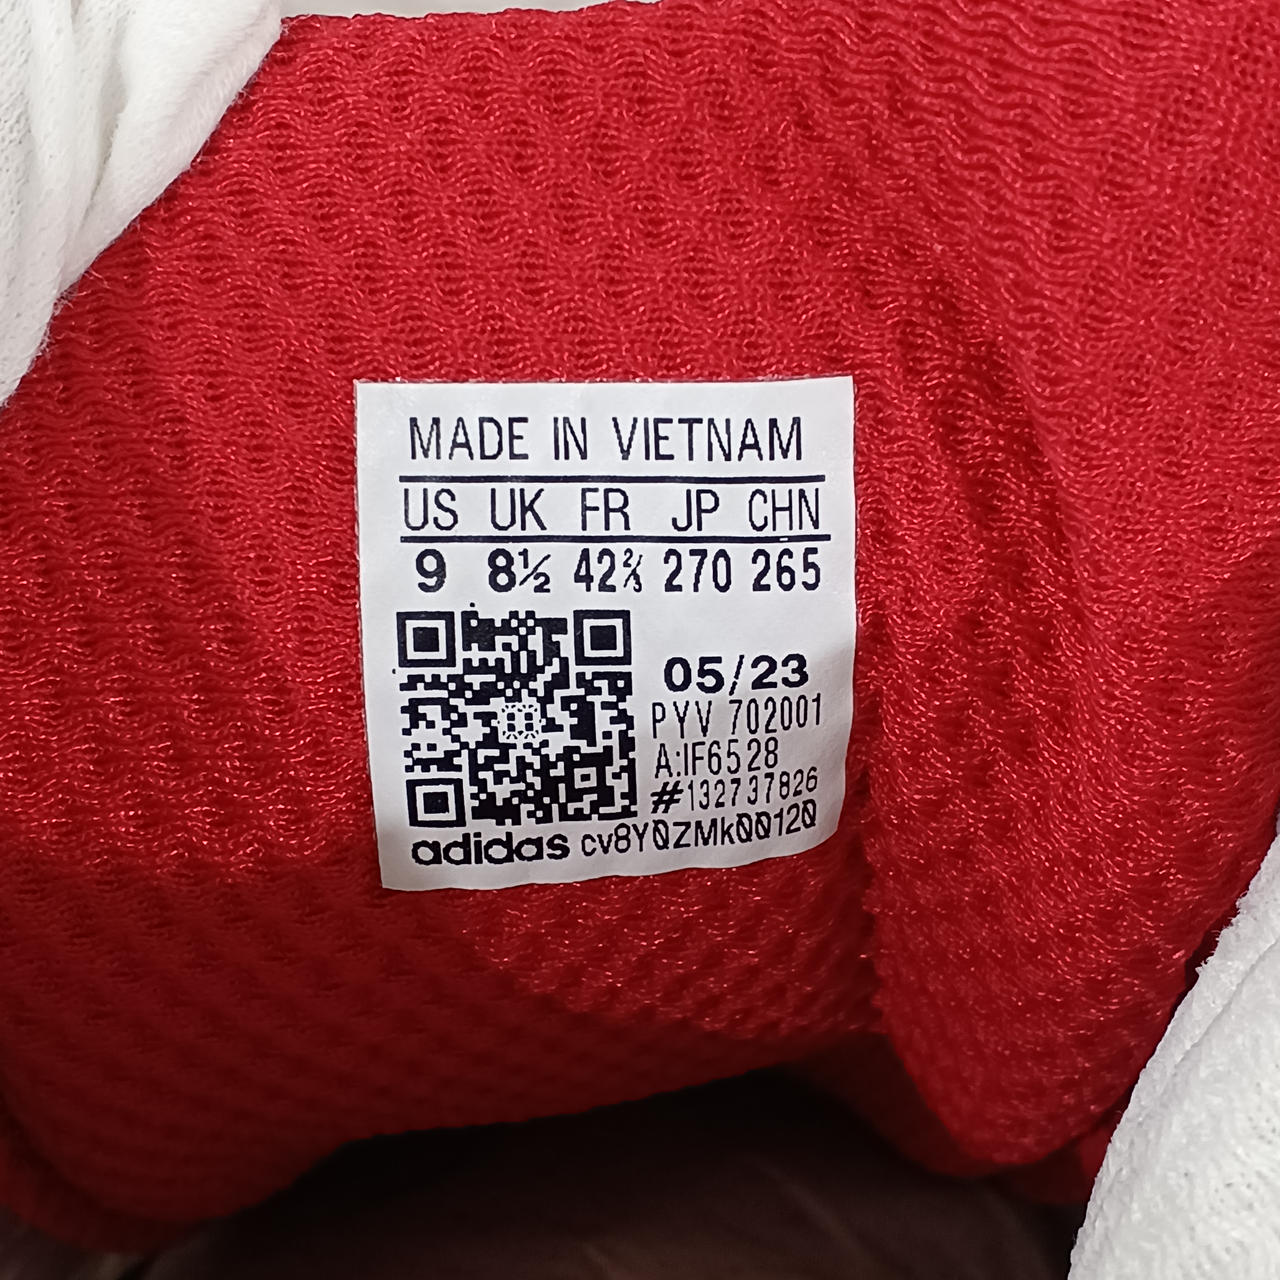 MADE IN VIETNAM
US UK FR JP CHN
9 8½ 42⅔ 270 265
05/23
PYV 702001
A:IF6528
#132737826
adidas cv8Y0ZMk00120